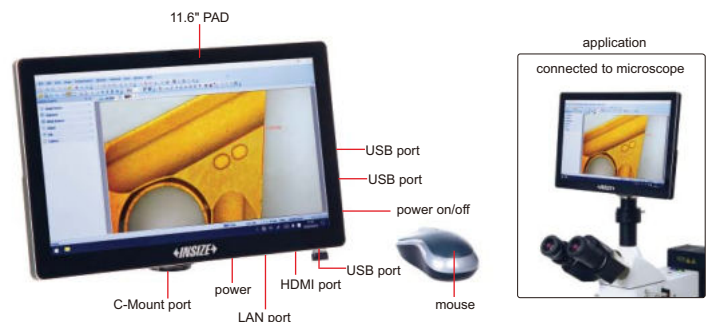 11.6" PAD
application
connected to microscope
USB port
USB port
power on/off
INSIZE
USB port
HDMI port
power
C-Mount port
LAN port
mouse
INSIZE